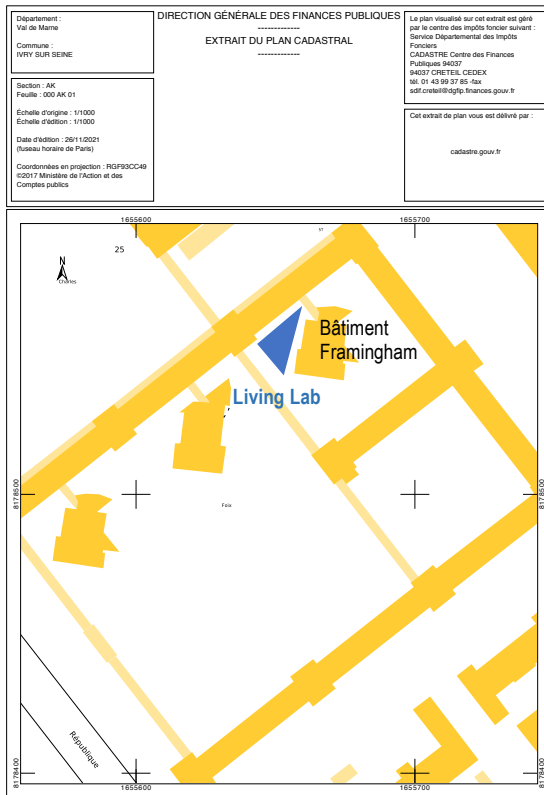 Département :
Val de Marne
Commune :
IVRY SUR SEINE
Section : AK
Feuille : 000 AK 01
Échelle d'origine : 1/1000
Échelle d'édition : 1/1000
Date d'édition : 26/11/2021
(fuseau horaire de Paris)
Coordonnées en projection : RGF93CC49
©2017 Ministère de l'Action et des
Comptes publics
DIRECTION GÉNÉRALE DES FINANCES PUBLIQUES
-------------
EXTRAIT DU PLAN CADASTRAL
-------------
Le plan visualisé sur cet extrait est géré
par le centre des impôts foncier suivant :
Service Départemental des Impôts
Fonciers
CADASTRE Centre des Finances
Publiques 94037
94037 CRETEIL CEDEX
tél. 01 43 99 37 85 -fax
sdif.creteil@dgfip.finances.gouv.fr
Cet extrait de plan vous est délivré par :
cadastre.gouv.fr
1655600
1655700
25
57
N
Charles
Bâtiment
Framingham
Living Lab
8178500
8178500
Foix
République
8178400
8178400
1655600
1655700